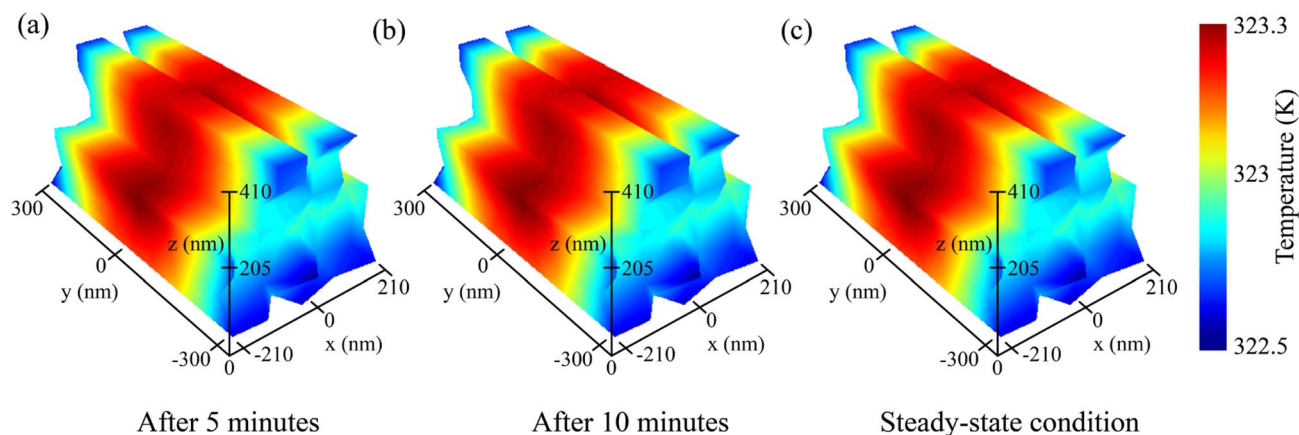 (a)
410
z (nm)
205
300
0
y (nm)
-300
0
-210
0
x (nm)
210
After 5 minutes
(b)
410
z (nm)
205
300
0
y (nm)
-300
0
-210
0
x (nm)
210
After 10 minutes
(c)
410
z (nm)
205
300
0
y (nm)
-300
0
-210
0
x (nm)
210
Steady-state condition
323.3
323
322.5
Temperature (K)